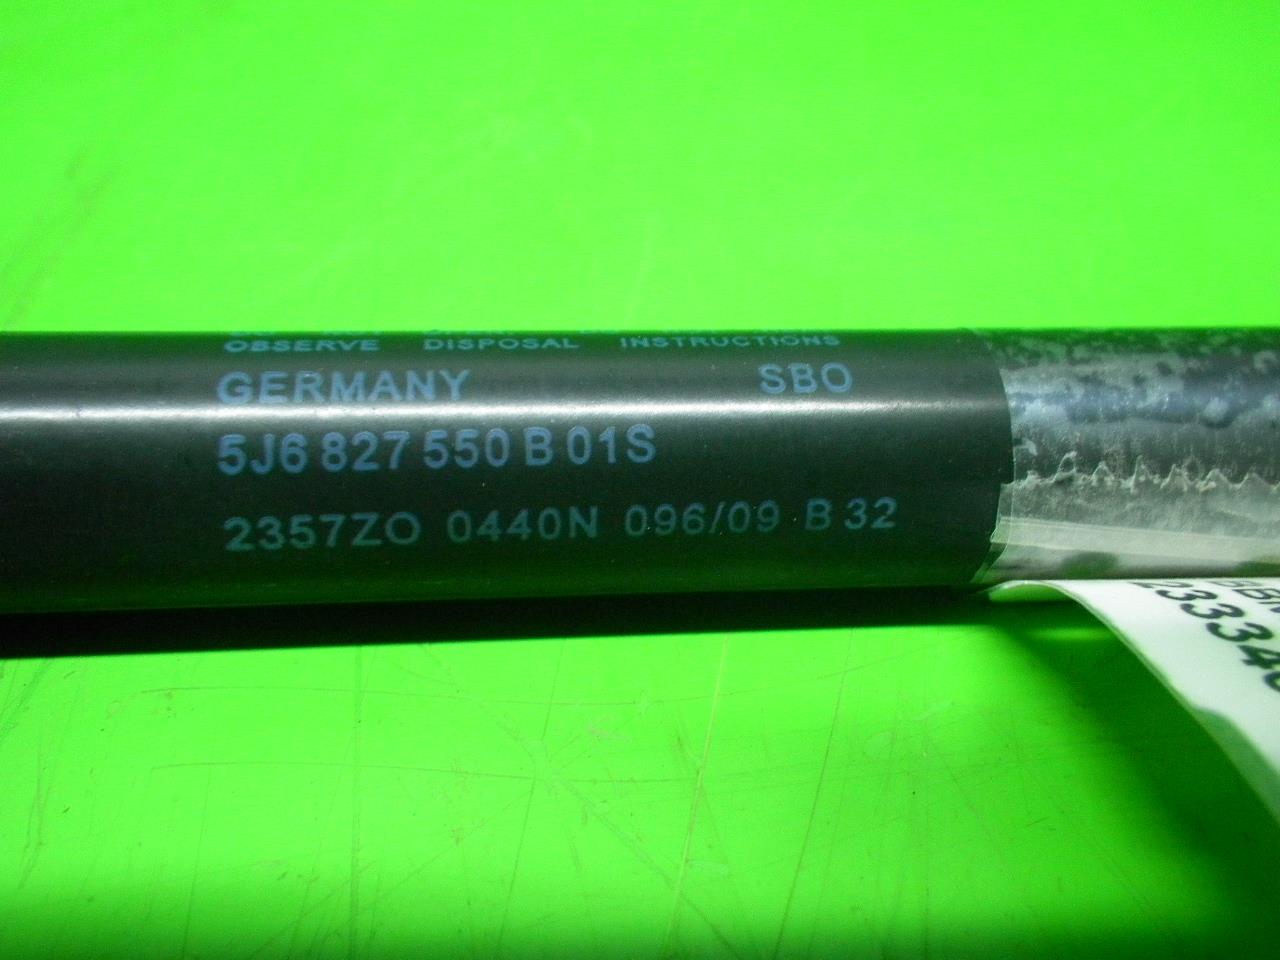 OBSERVE DISPOSAL INSTRUCTIONS
GERMANY SBO
5J6 827 550 B 01S
2357ZO 0440N 096/09 B 32